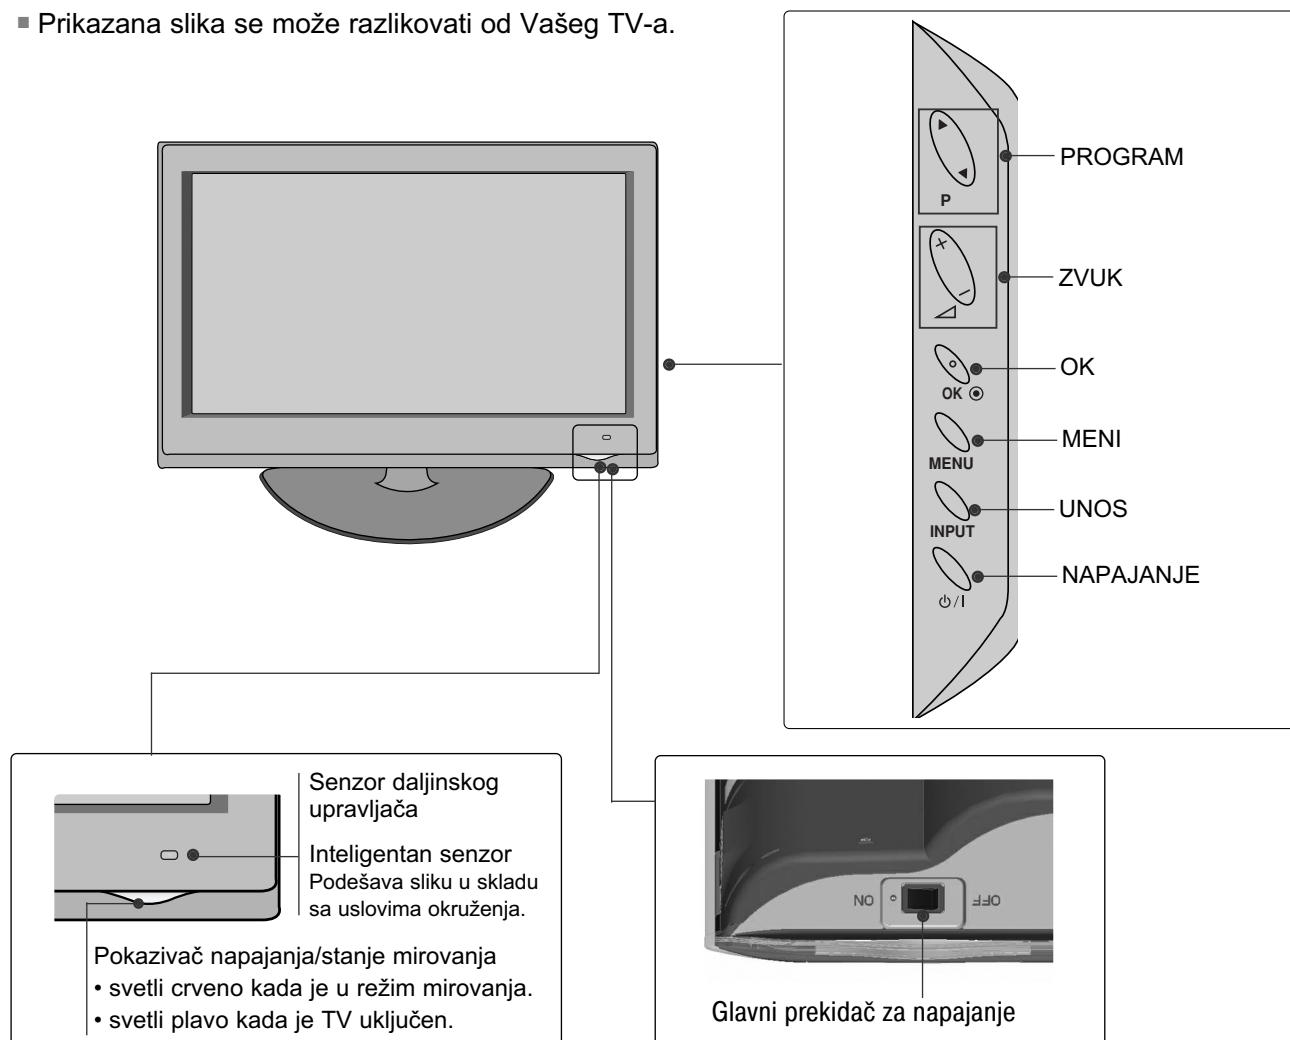 ■ Prikazana slika se može razlikovati od Vašeg TV-a.
P
PROGRAM
+
−
ZVUK
OK
OK
MENU
MENI
INPUT
UNOS
⏻/I
NAPAJANJE
Senzor daljinskog
upravljača
Inteligentan senzor
Podešava sliku u skladu
sa uslovima okruženja.
Pokazivač napajanja/stanje mirovanja
• svetli crveno kada je u režim mirovanja.
• svetli plavo kada je TV uključen.
ON
OFF
Glavni prekidač za napajanje